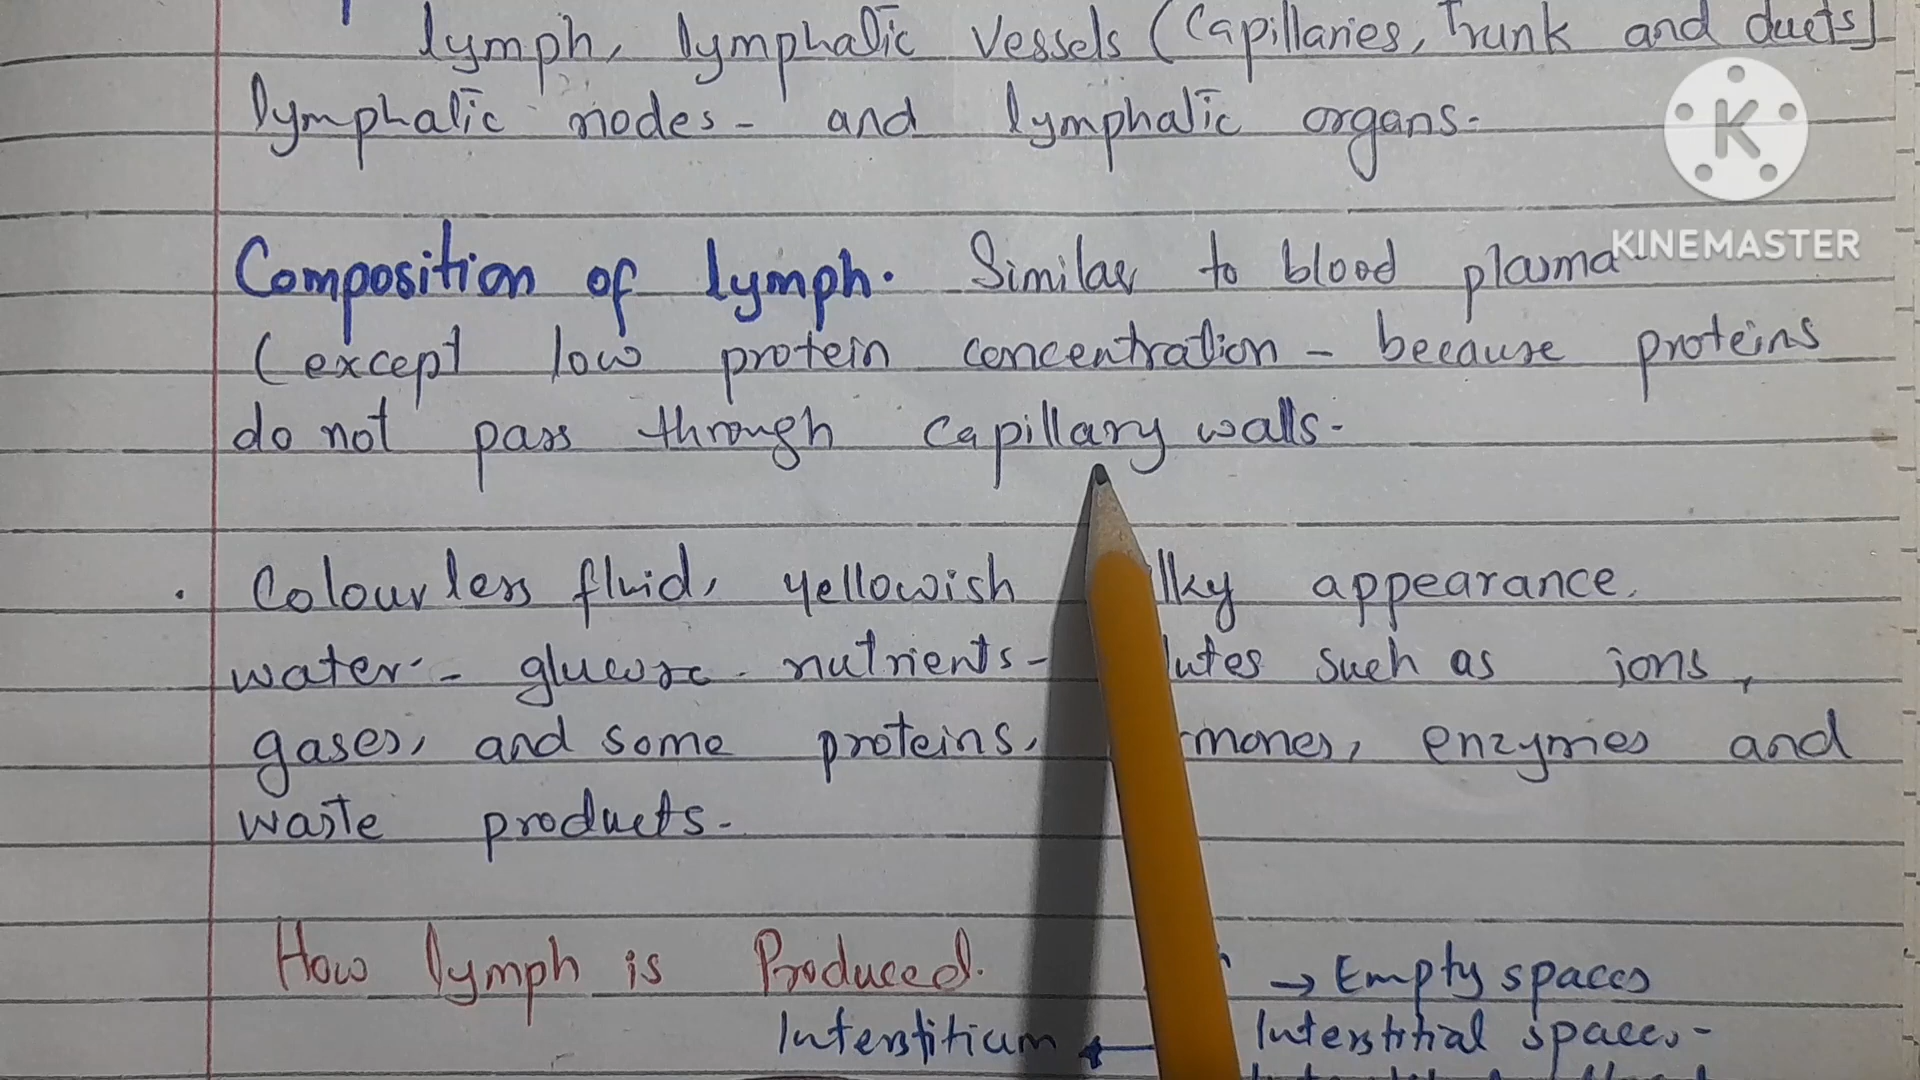 lymph, lymphatic vessels (Capillaries, Trunk and ducts)
lymphatic nodes - and lymphatic organs.
KINEMASTER
Composition of lymph. Similar to blood plasma
(except low protein concentration - because proteins
do not pass through capillary walls.
Colourless fluid, yellowish lky appearance.
water - glucose - nutrients - lutes such as ions,
gases, and some proteins, mones, enzymes and
waste products.
How lymph is Produced.
→ Empty spaces
Interstitium ← Interstitial spaces -